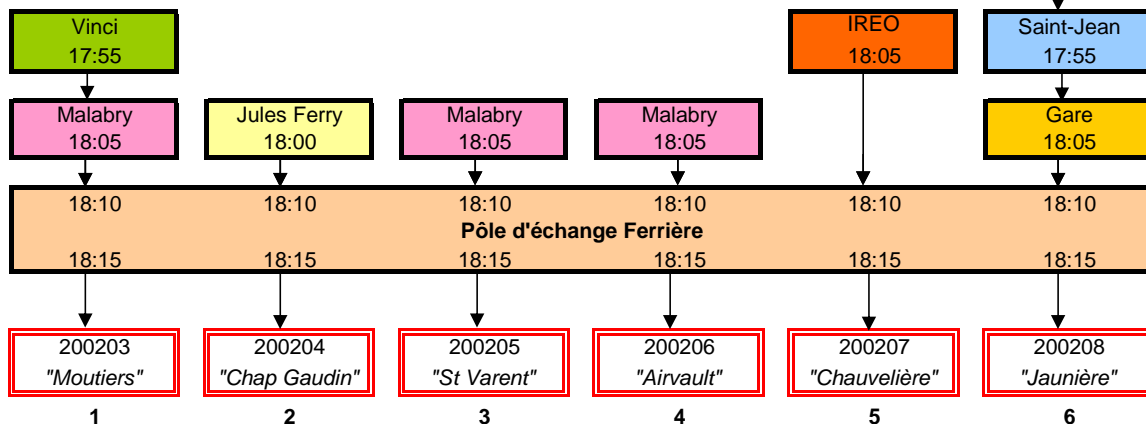 Vinci IREO Saint-Jean
17:55 18:05 17:55
Malabry Jules Ferry Malabry Malabry Gare
18:05 18:00 18:05 18:05 18:05
18:10 18:10 18:10 18:10 18:10 18:10
Pôle d'échange Ferrière
18:15 18:15 18:15 18:15 18:15 18:15
200203 200204 200205 200206 200207 200208
"Moutiers" "Chap Gaudin" "St Varent" "Airvault" "Chauvelière" "Jaunière"
1 2 3 4 5 6